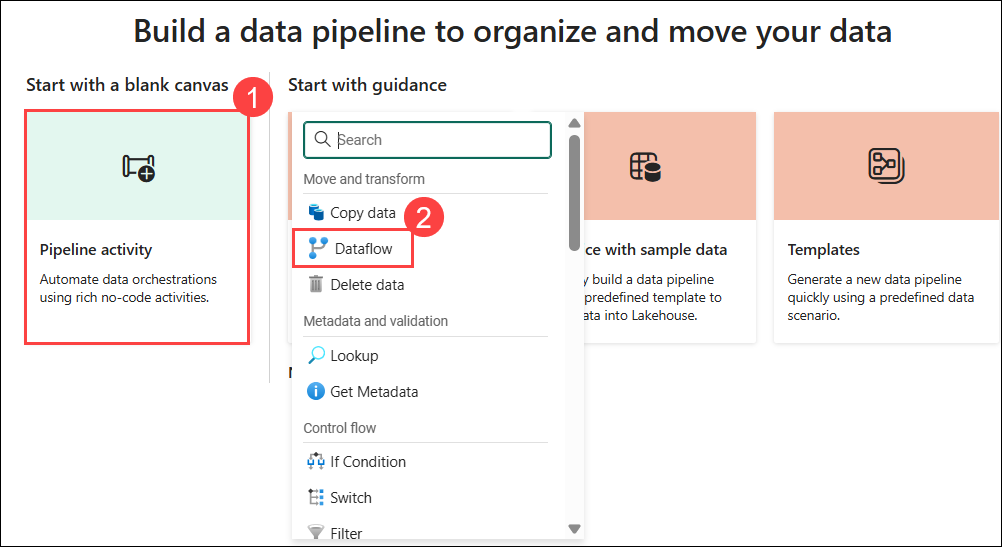 Build a data pipeline to organize and move your data
Start with a blank canvas
1
Start with guidance
Pipeline activity
Automate data orchestrations
using rich no-code activities.
Search
Move and transform
Copy data
2
Dataflow
Delete data
Metadata and validation
Lookup
Get Metadata
Control flow
If Condition
Switch
Filter
ce with sample data
build a data pipeline
predefined template to
ata into Lakehouse.
Templates
Generate a new data pipeline
quickly using a predefined data
scenario.